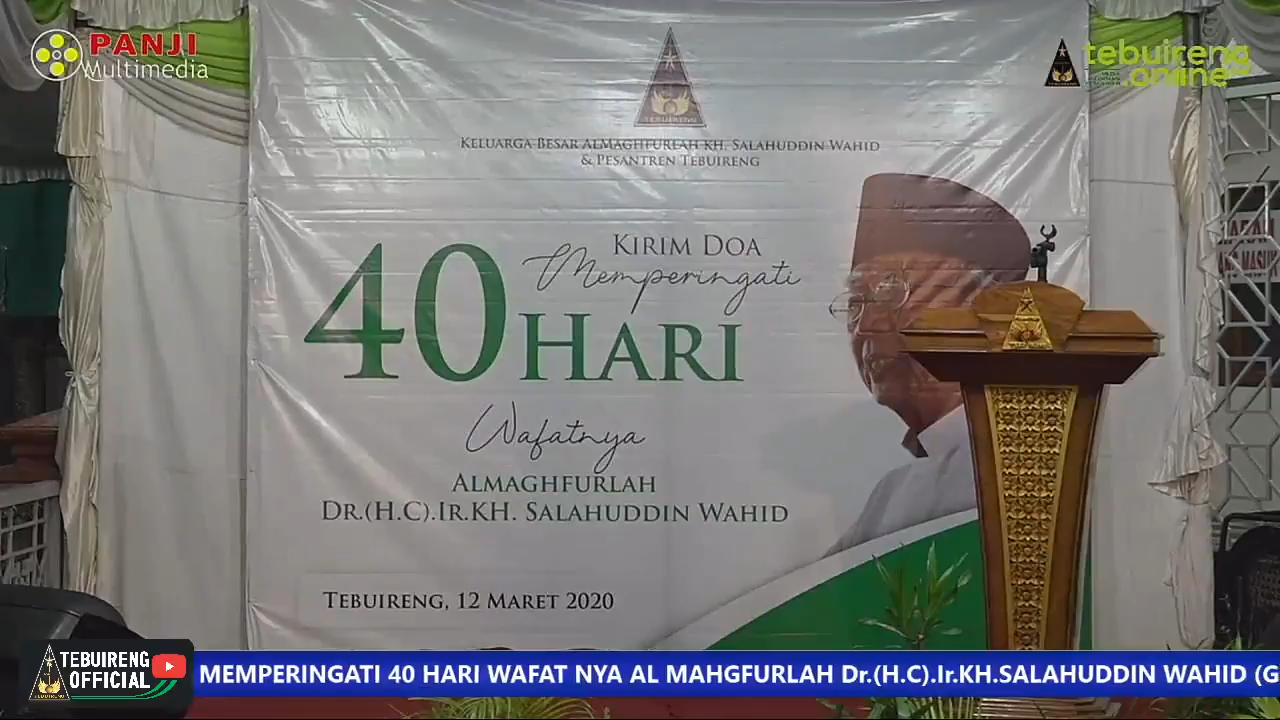 PANJI
Multimedia
tebuireng
.online
TEBUIRENG
KELUARGA BESAR ALMAGHFURLAH KH. SALAHUDDIN WAHID
& PESANTREN TEBUIRENG
KIRIM DOA
Memperingati
40 HARI
Wafatnya
ALMAGHFURLAH
DR.(H.C).IR.KH. SALAHUDDIN WAHID
TEBUIRENG, 12 MARET 2020
TEBUIRENG
OFFICIAL
MEMPERINGATI 40 HARI WAFAT NYA AL MAHGFURLAH Dr.(H.C).Ir.KH.SALAHUDDIN WAHID (G